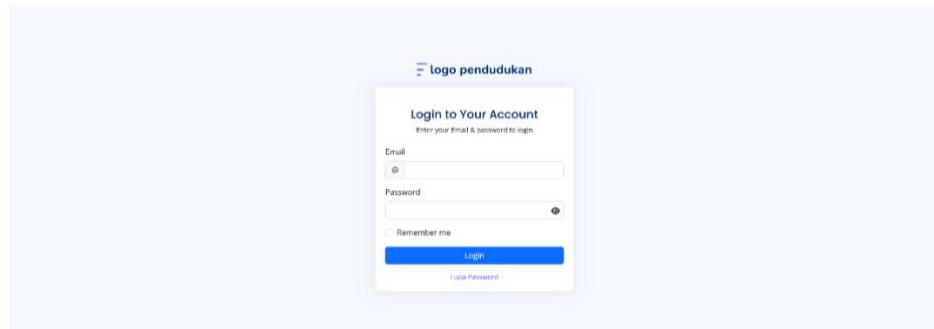 logo pendudukan
Login to Your Account
Enter your Email & password to login
Email
@
Password
Remember me
Login
Lupa Password